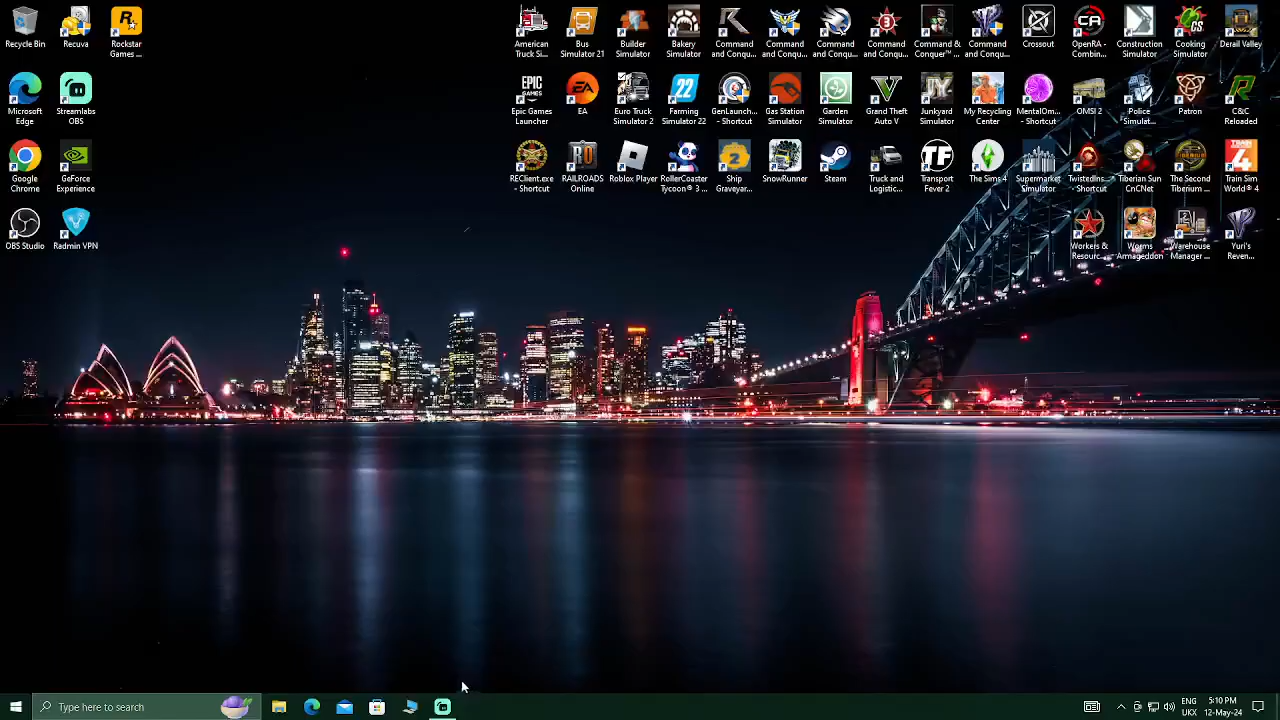 Recycle Bin
Recuva
Rockstar
Games ...
American
Truck Si...
Bus
Simulator 21
Builder
Simulator
Bakery
Simulator
Command
and Conqu...
Command
and Conqu...
Command
and Conqu...
Command
and Conqu...
Command &
Conquer™ ...
Command
and Conqu...
Crossout
OpenRA -
Combin...
Construction
Simulator
Cooking
Simulator
Derail Valley
Microsoft
Edge
Streamlabs
OBS
Epic Games
Launcher
EA
Euro Truck
Simulator 2
Farming
Simulator 22
GenLaunch...
- Shortcut
Gas Station
Simulator
Garden
Simulator
Grand Theft
Auto V
Junkyard
Simulator
My Recycling
Center
MentalOm...
- Shortcut
OMSI 2
Police
Simulat...
Patron
C&C
Reloaded
Google
Chrome
GeForce
Experience
REClient.exe
- Shortcut
RAILROADS
Online
Roblox Player
RollerCoaster
Tycoon® 3 ...
Ship
Graveyar...
SnowRunner
Steam
Truck and
Logistic...
Transport
Fever 2
The Sims 4
Supermarket
Simulator
TwistedIns...
- Shortcut
Tiberian Sun
CnCNet
The Second
Tiberium ...
Train Sim
World® 4
OBS Studio
Radmin VPN
Workers &
Resourc...
Worms
Armageddon
Warehouse
Manager ...
Yuri's
Reven...
Type here to search
ENG
UKX
5:10 PM
12-May-24